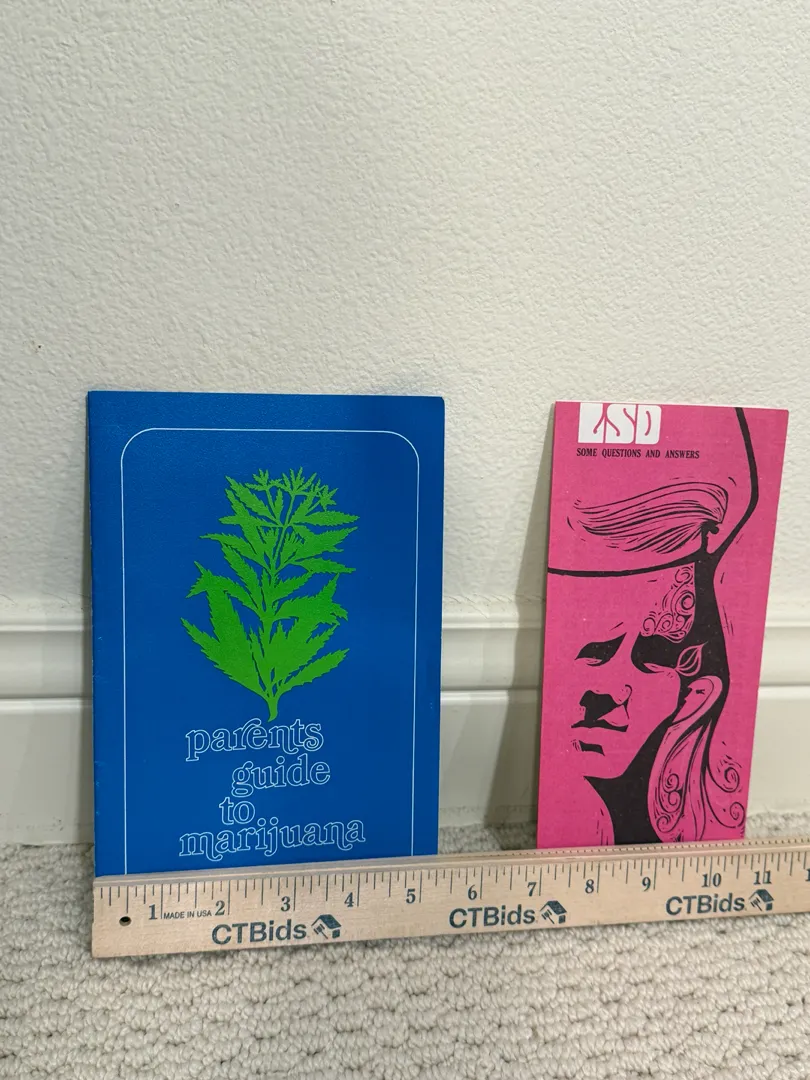 parents
guide
to
marijuana
LSD
SOME QUESTIONS AND ANSWERS
1 MADE IN USA 2 3 4 5 6 7 8 9 10 11
CTBids CTBids CTBids